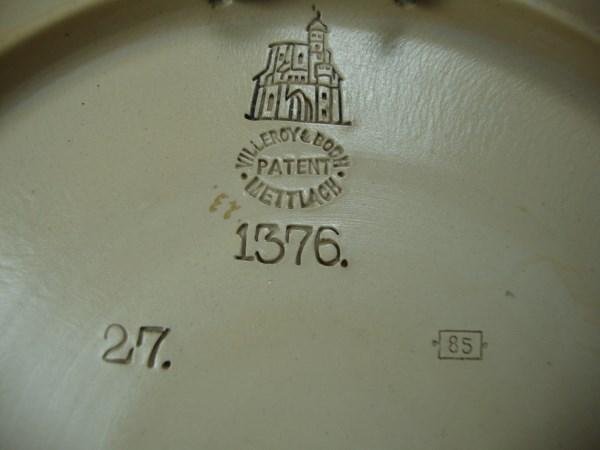 VILLEROY & BOCH
PATENT
· METTLACH ·
1376.
27.
85